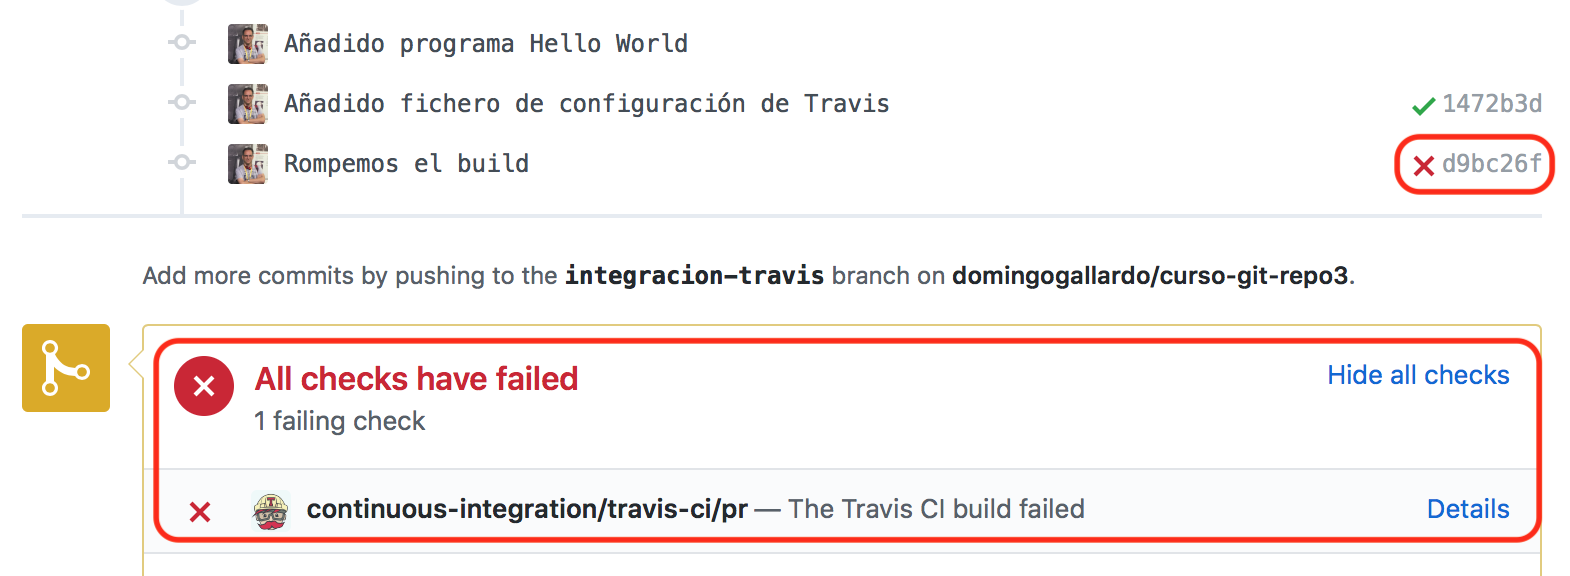 Añadido programa Hello World
Añadido fichero de configuración de Travis 1472b3d
Rompemos el build d9bc26f
Add more commits by pushing to the integracion-travis branch on domingogallardo/curso-git-repo3.
All checks have failed Hide all checks
1 failing check
continuous-integration/travis-ci/pr — The Travis CI build failed Details